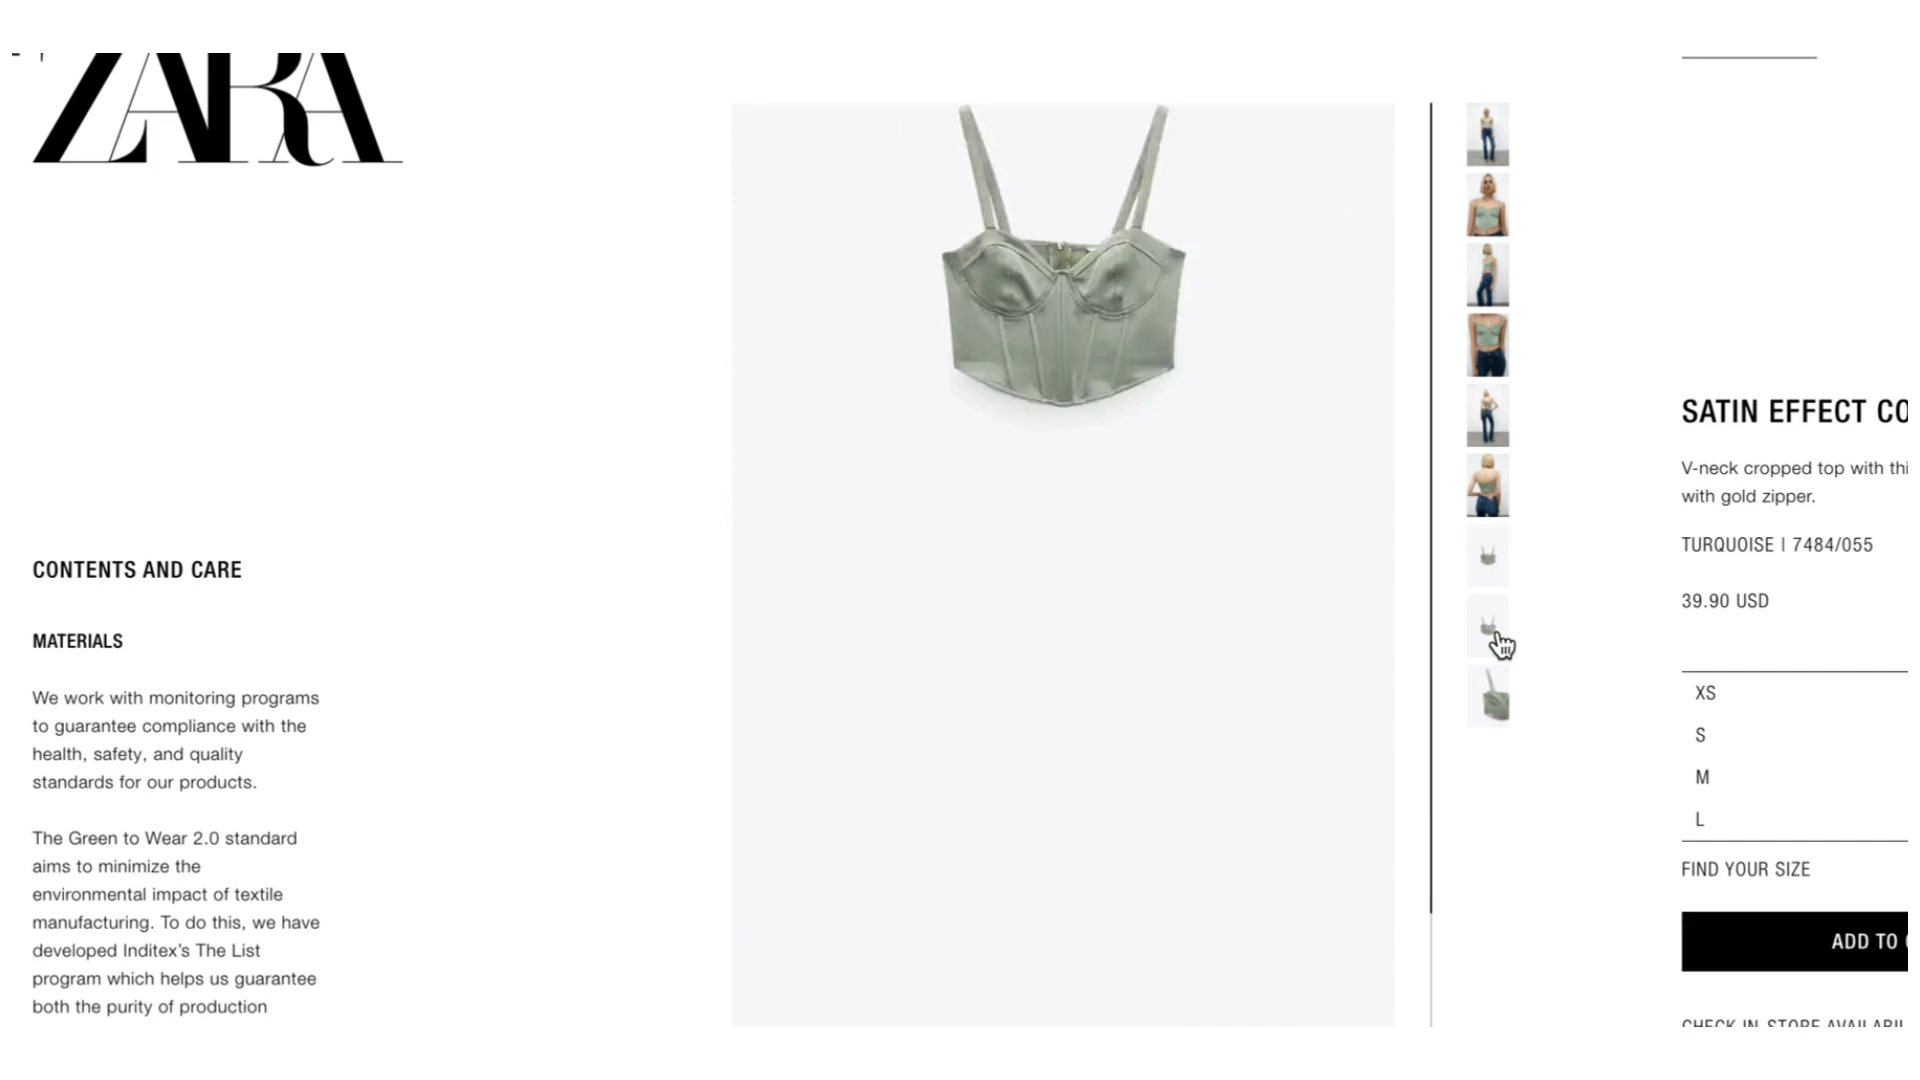 ZARA
CONTENTS AND CARE
MATERIALS
We work with monitoring programs
to guarantee compliance with the
health, safety, and quality
standards for our products.
The Green to Wear 2.0 standard
aims to minimize the
environmental impact of textile
manufacturing. To do this, we have
developed Inditex’s The List
program which helps us guarantee
both the purity of production
SATIN EFFECT CO
V-neck cropped top with thi
with gold zipper.
TURQUOISE | 7484/055
39.90 USD
XS
S
M
L
FIND YOUR SIZE
ADD TO
CHECK IN-STORE AVAILABIL